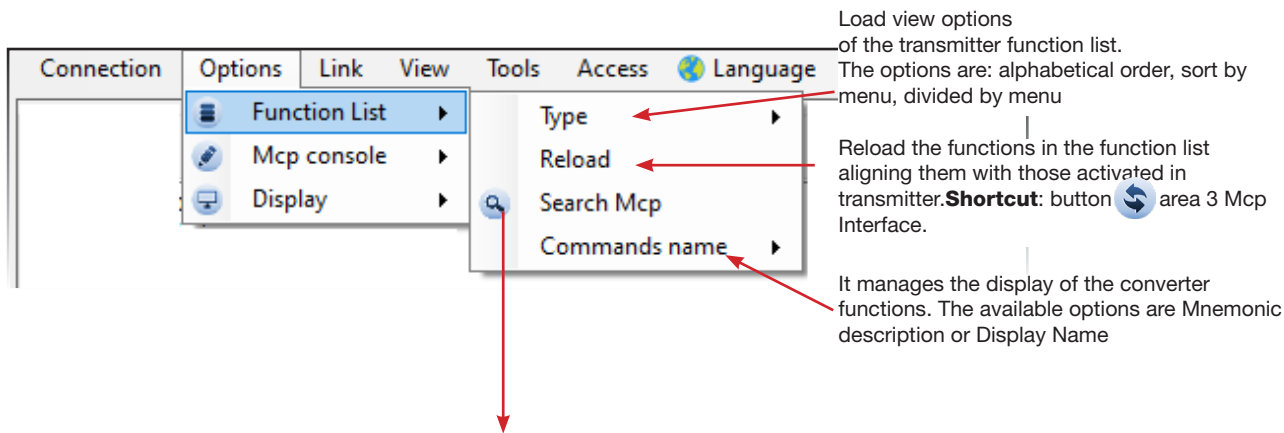 Connection Options Link View Tools Access Language
Function List
Mcp console
Display
Type
Reload
Search Mcp
Commands name
Load view options
of the transmitter function list.
The options are: alphabetical order, sort by
menu, divided by menu
Reload the functions in the function list
aligning them with those activated in
transmitter.Shortcut: button area 3 Mcp
Interface.
It manages the display of the converter
functions. The available options are Mnemonic
description or Display Name